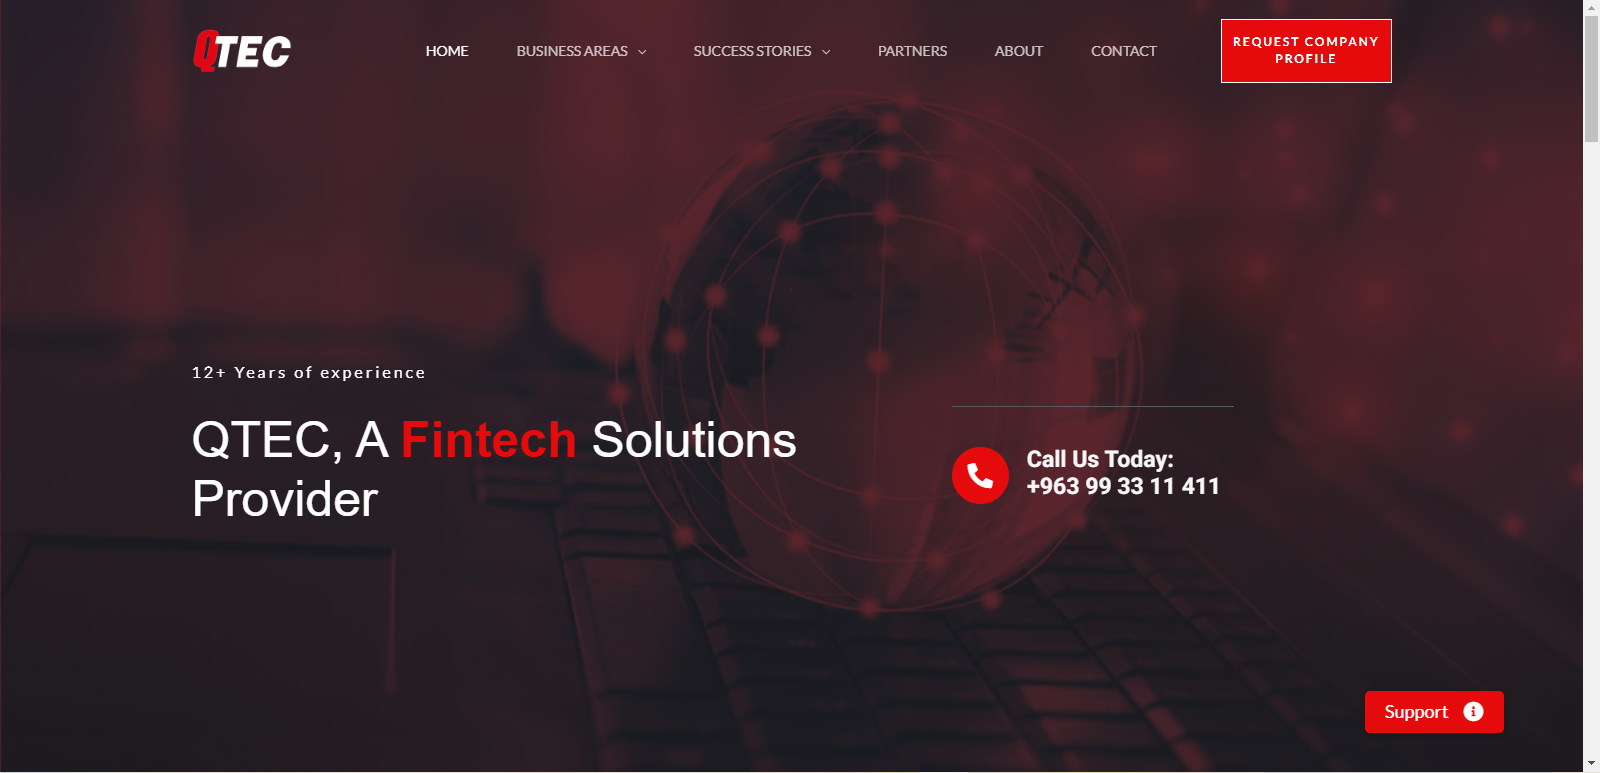 QTEC
HOME
BUSINESS AREAS
SUCCESS STORIES
PARTNERS
ABOUT
CONTACT
REQUEST COMPANY
PROFILE
12+ Years of experience
QTEC, A Fintech Solutions
Provider
Call Us Today:
+963 99 33 11 411
Support